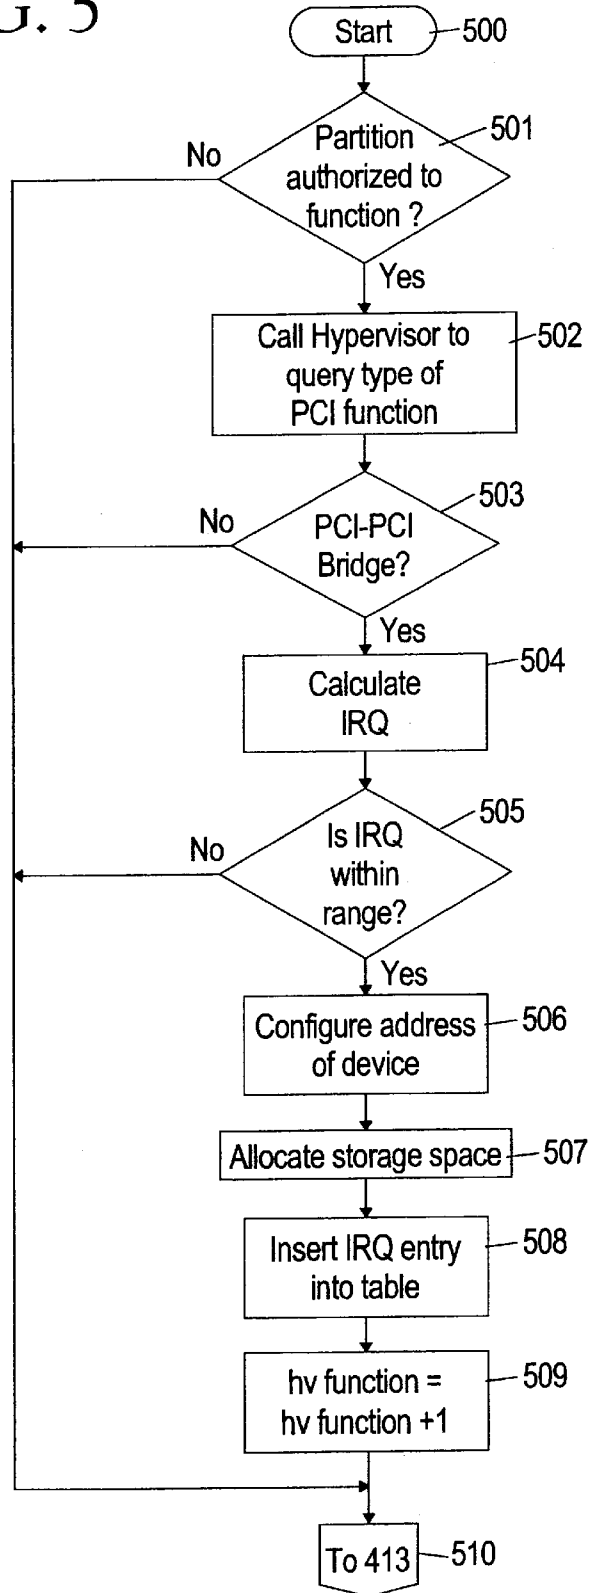 G. 5
Start
500
Partition
authorized to
function ?
501
No
Yes
Call Hypervisor to
query type of
PCI function
502
PCI-PCI
Bridge?
503
No
Yes
Calculate
IRQ
504
Is IRQ
within
range?
505
No
Yes
Configure address
of device
506
Allocate storage space
507
Insert IRQ entry
into table
508
hv function =
hv function +1
509
To 413
510